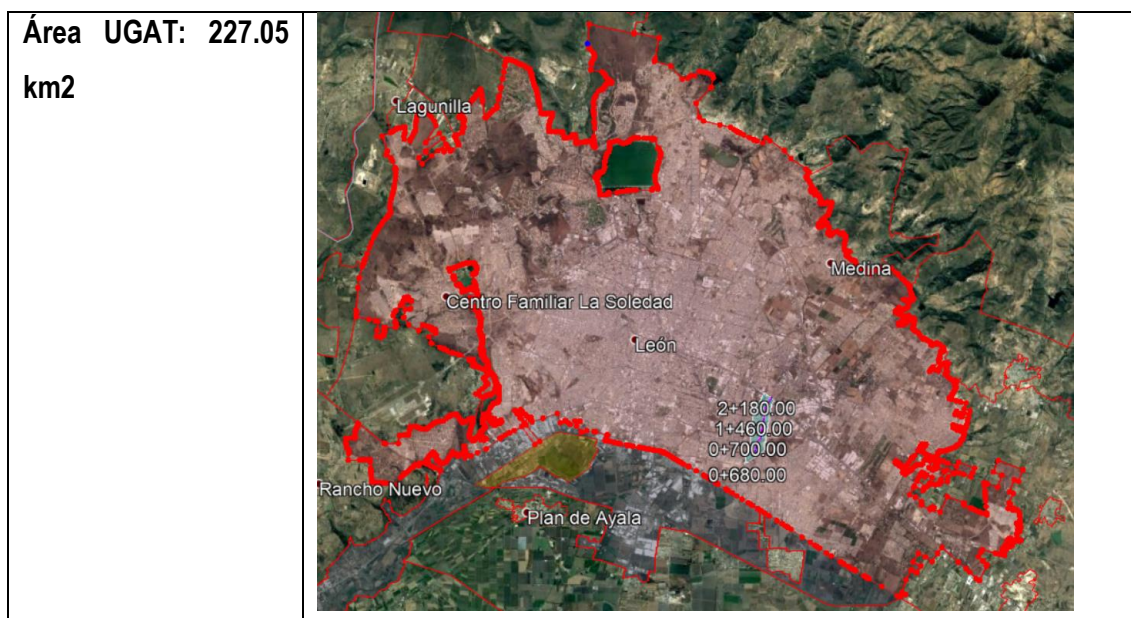 Área UGAT: 227.05
km2
Lagunilla
Medina
Centro Familiar La Soledad
León
2+180.00
1+460.00
0+700.00
0+680.00
Rancho Nuevo
Plan de Ayala